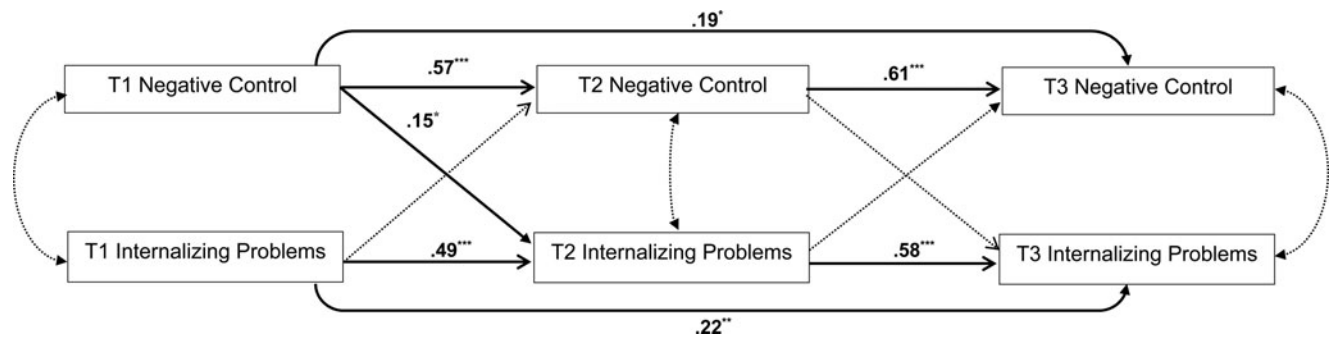 .19*
T1 Negative Control
.57***
T2 Negative Control
.61***
T3 Negative Control
.15*
T1 Internalizing Problems
.49***
T2 Internalizing Problems
.58***
T3 Internalizing Problems
.22**